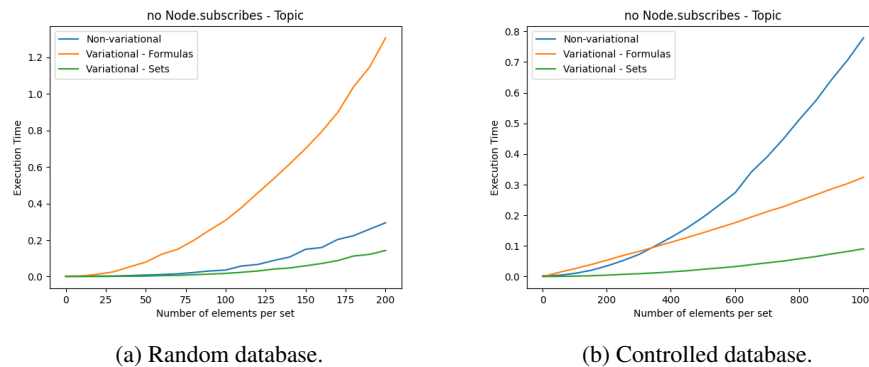 no Node.subscribes - Topic
Non-variational
Variational - Formulas
Variational - Sets
Execution Time
1.2
1.0
0.8
0.6
0.4
0.2
0.0
0 25 50 75 100 125 150 175 200
Number of elements per set
(a) Random database.
no Node.subscribes - Topic
Non-variational
Variational - Formulas
Variational - Sets
Execution Time
0.8
0.7
0.6
0.5
0.4
0.3
0.2
0.1
0.0
0 200 400 600 800 100
Number of elements per set
(b) Controlled database.